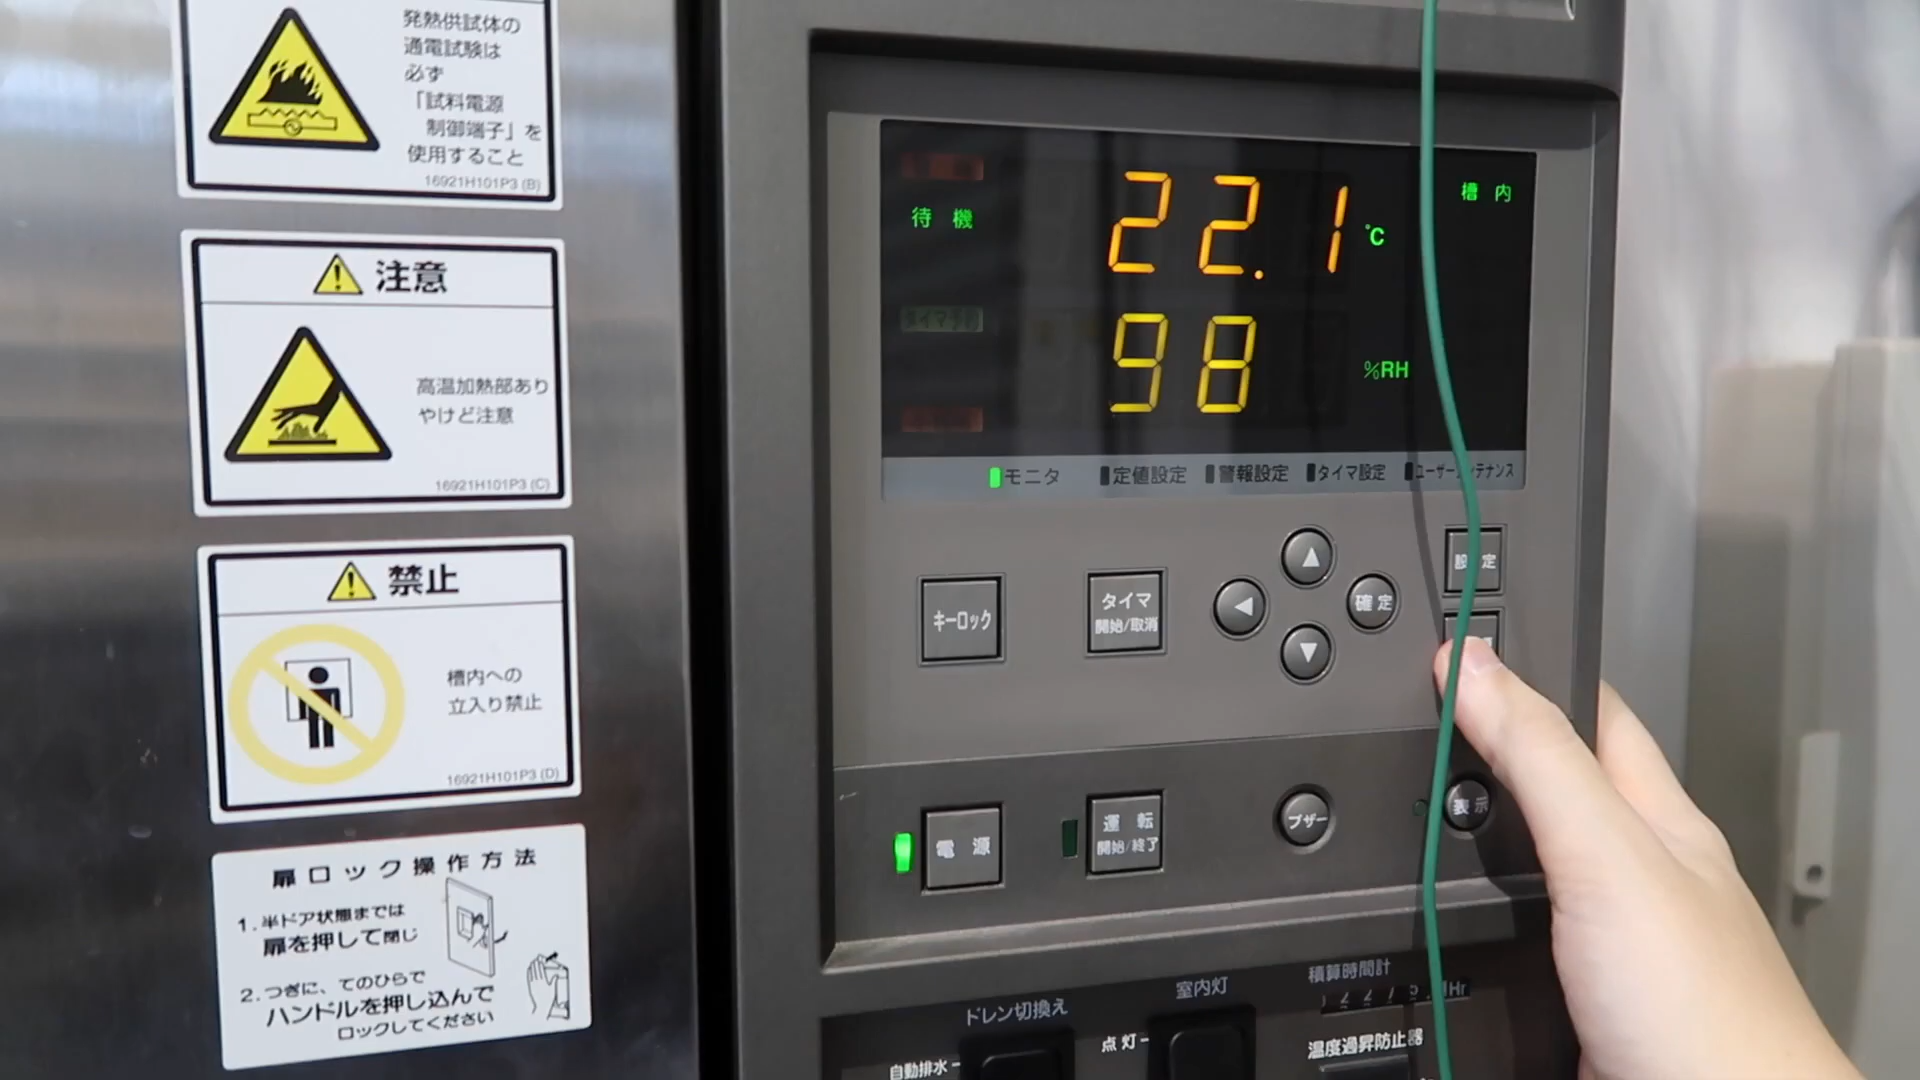 発熱供試体の
通電試験は
必ず
「試料電源
制御端子」を
使用すること
16921H101P3 (B)
注意
高温加熱部あり
やけど注意
16921H101P3 (C)
禁止
槽内への
立入り禁止
16921H101P3 (D)
扉ロック操作方法
1. 半ドア状態までは
扉を押して閉じ
2. つぎに、てのひらで
ハンドルを押し込んで
ロックしてください
待機
22.1 ℃
槽内
タイマ予約
98 %RH
モニタ 定値設定 警報設定 タイマ設定 ユーザーメンテナンス
キーロック
タイマ
開始/取消
▲
◀
▼
確定
設定
電源
運転
開始/終了
ブザー
表示
ドレン切換え
自動排水
室内灯
点灯
積算時間計
Hr
温度過昇防止器